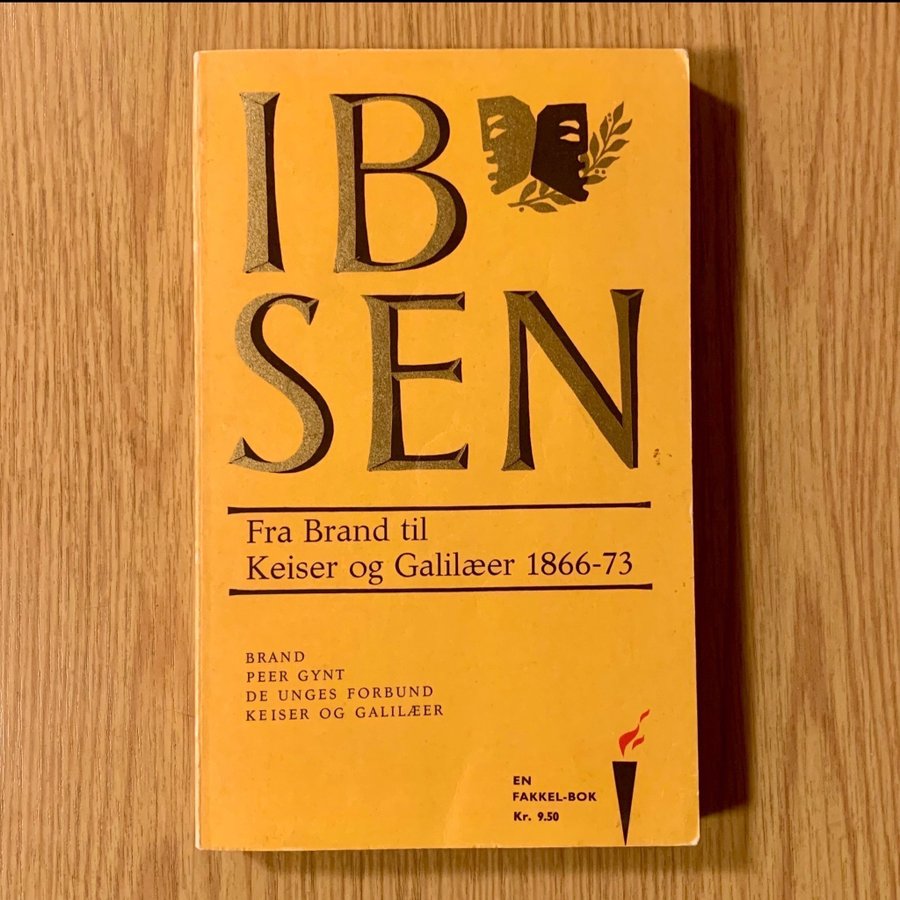 IB
SEN
Fra Brand til
Keiser og Galilæer 1866-73
BRAND
PEER GYNT
DE UNGES FORBUND
KEISER OG GALILÆER
EN
FAKKEL-BOK
Kr. 9.50